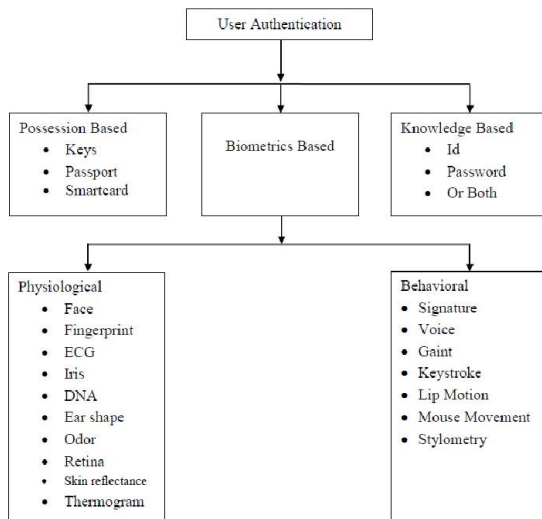 User Authentication
Possession Based
• Keys
• Passport
• Smartcard
Biometrics Based
Knowledge Based
• Id
• Password
• Or Both
Physiological
• Face
• Fingerprint
• ECG
• Iris
• DNA
• Ear shape
• Odor
• Retina
• Skin reflectance
• Thermogram
Behavioral
• Signature
• Voice
• Gaint
• Keystroke
• Lip Motion
• Mouse Movement
• Stylometry